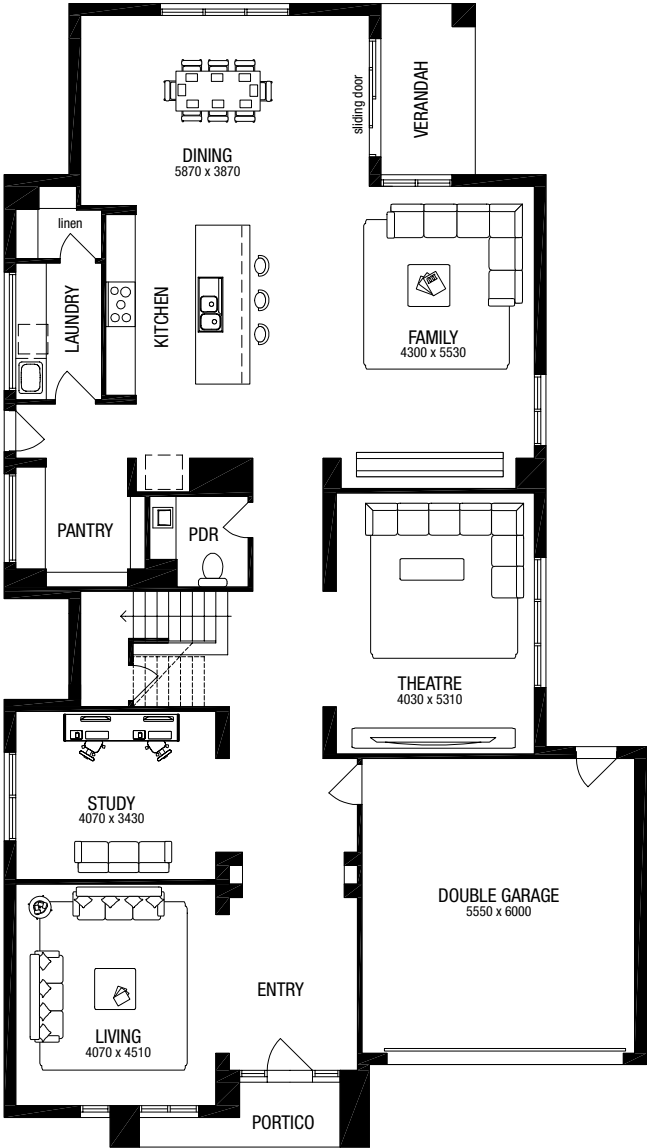 sliding door
VERANDAH
DINING
5870 x 3870
linen
LAUNDRY
KITCHEN
FAMILY
4300 x 5530
PANTRY
PDR
THEATRE
4030 x 5310
STUDY
4070 x 3430
DOUBLE GARAGE
5550 x 6000
ENTRY
LIVING
4070 x 4510
PORTICO